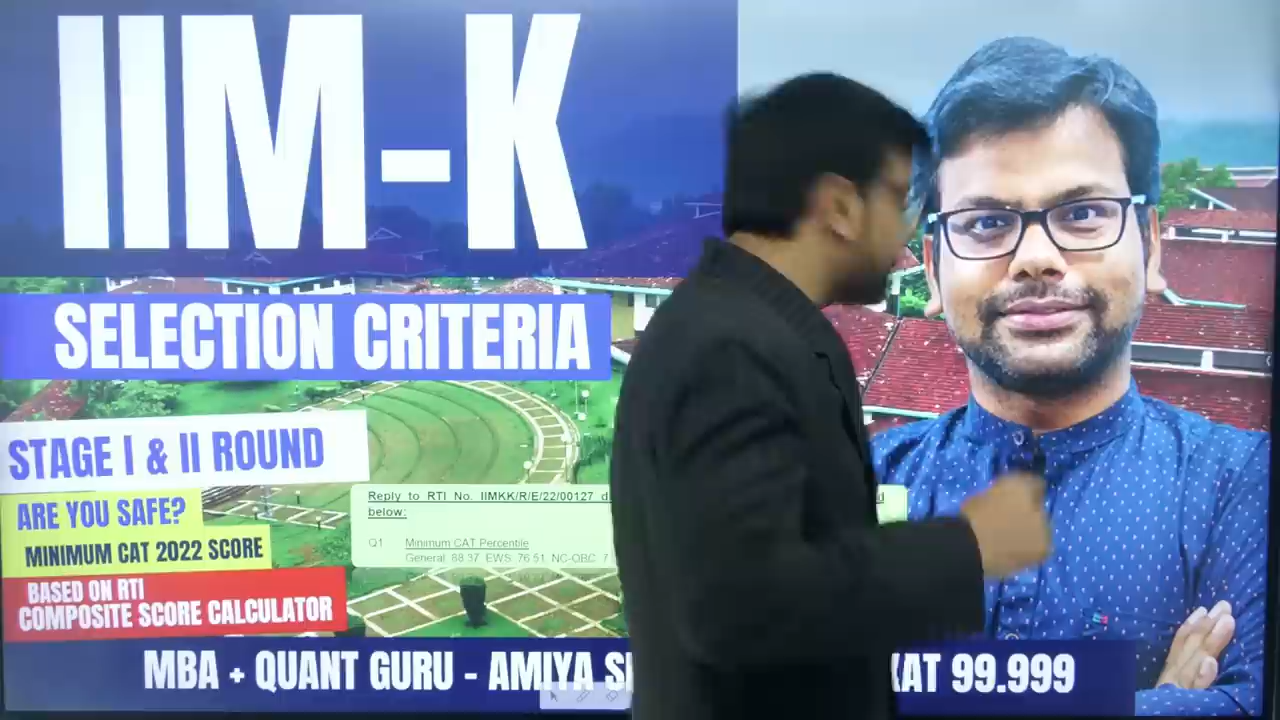 IIM-K
SELECTION CRITERIA
STAGE I & II ROUND
ARE YOU SAFE?
MINIMUM CAT 2022 SCORE
BASED ON RTI
COMPOSITE SCORE CALCULATOR
Reply to RTI No. IIMKK/R/E/22/00127
below:
Q1 Minimum CAT Percentile
General 88.37 EWS 76.51 NC-OBC 7
MBA + QUANT GURU - AMIYA 99.999